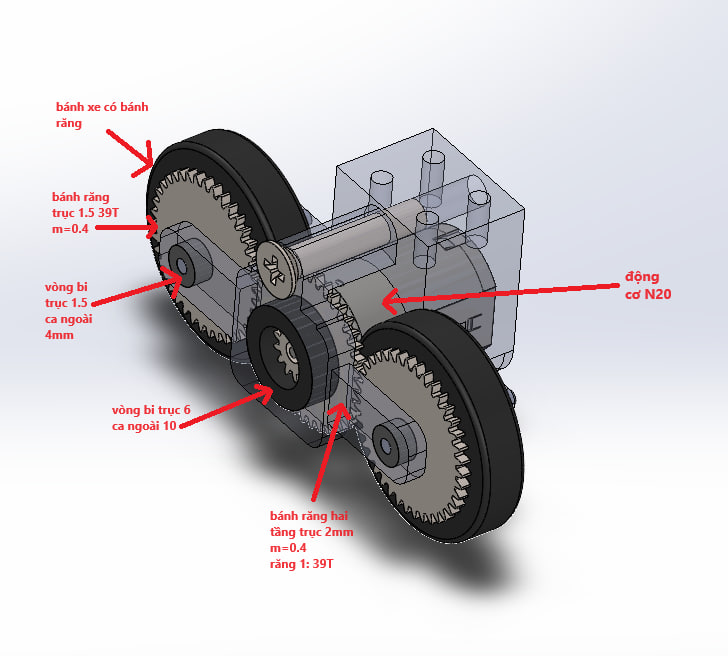 bánh xe có bánh
răng
bánh răng
trục 1.5 39T
m=0.4
vòng bi
trục 1.5
ca ngoài
4mm
vòng bi trục 6
ca ngoài 10
bánh răng hai
tầng trục 2mm
m=0.4
răng 1: 39T
động
cơ N20